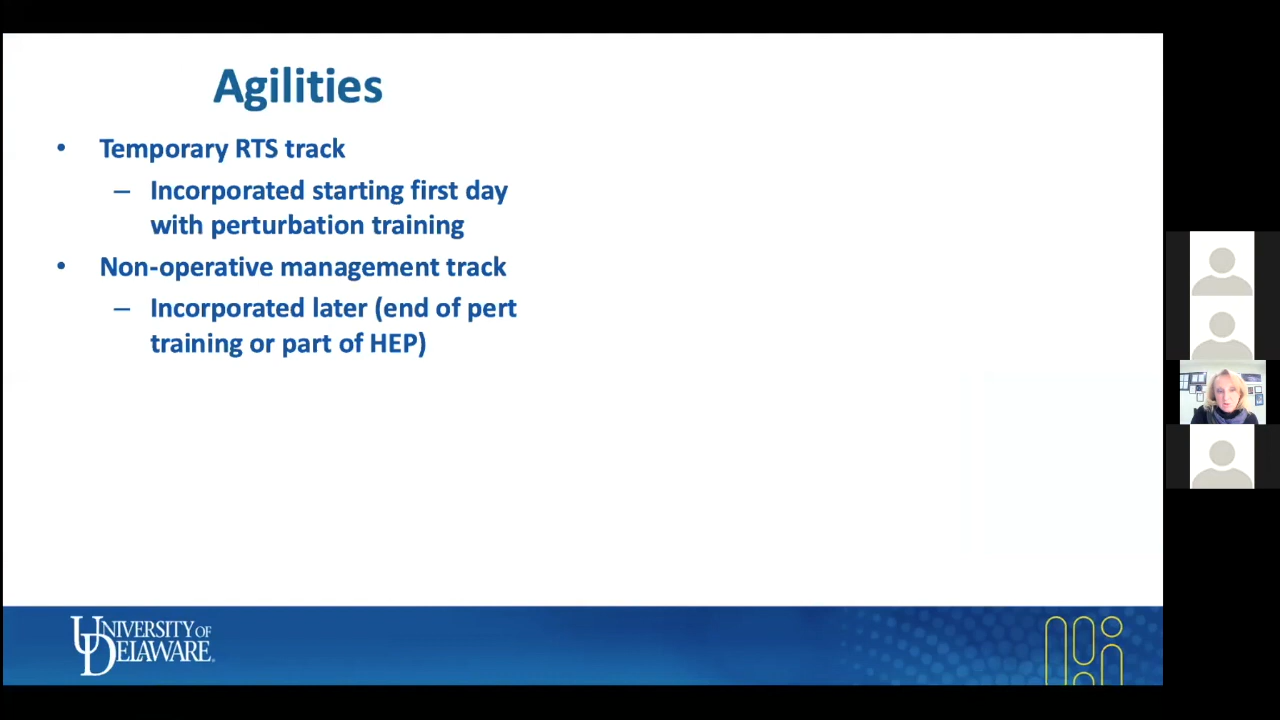 Agilities
• Temporary RTS track
– Incorporated starting first day
with perturbation training
• Non-operative management track
– Incorporated later (end of pert
training or part of HEP)
UNIVERSITY OF
DELAWARE.